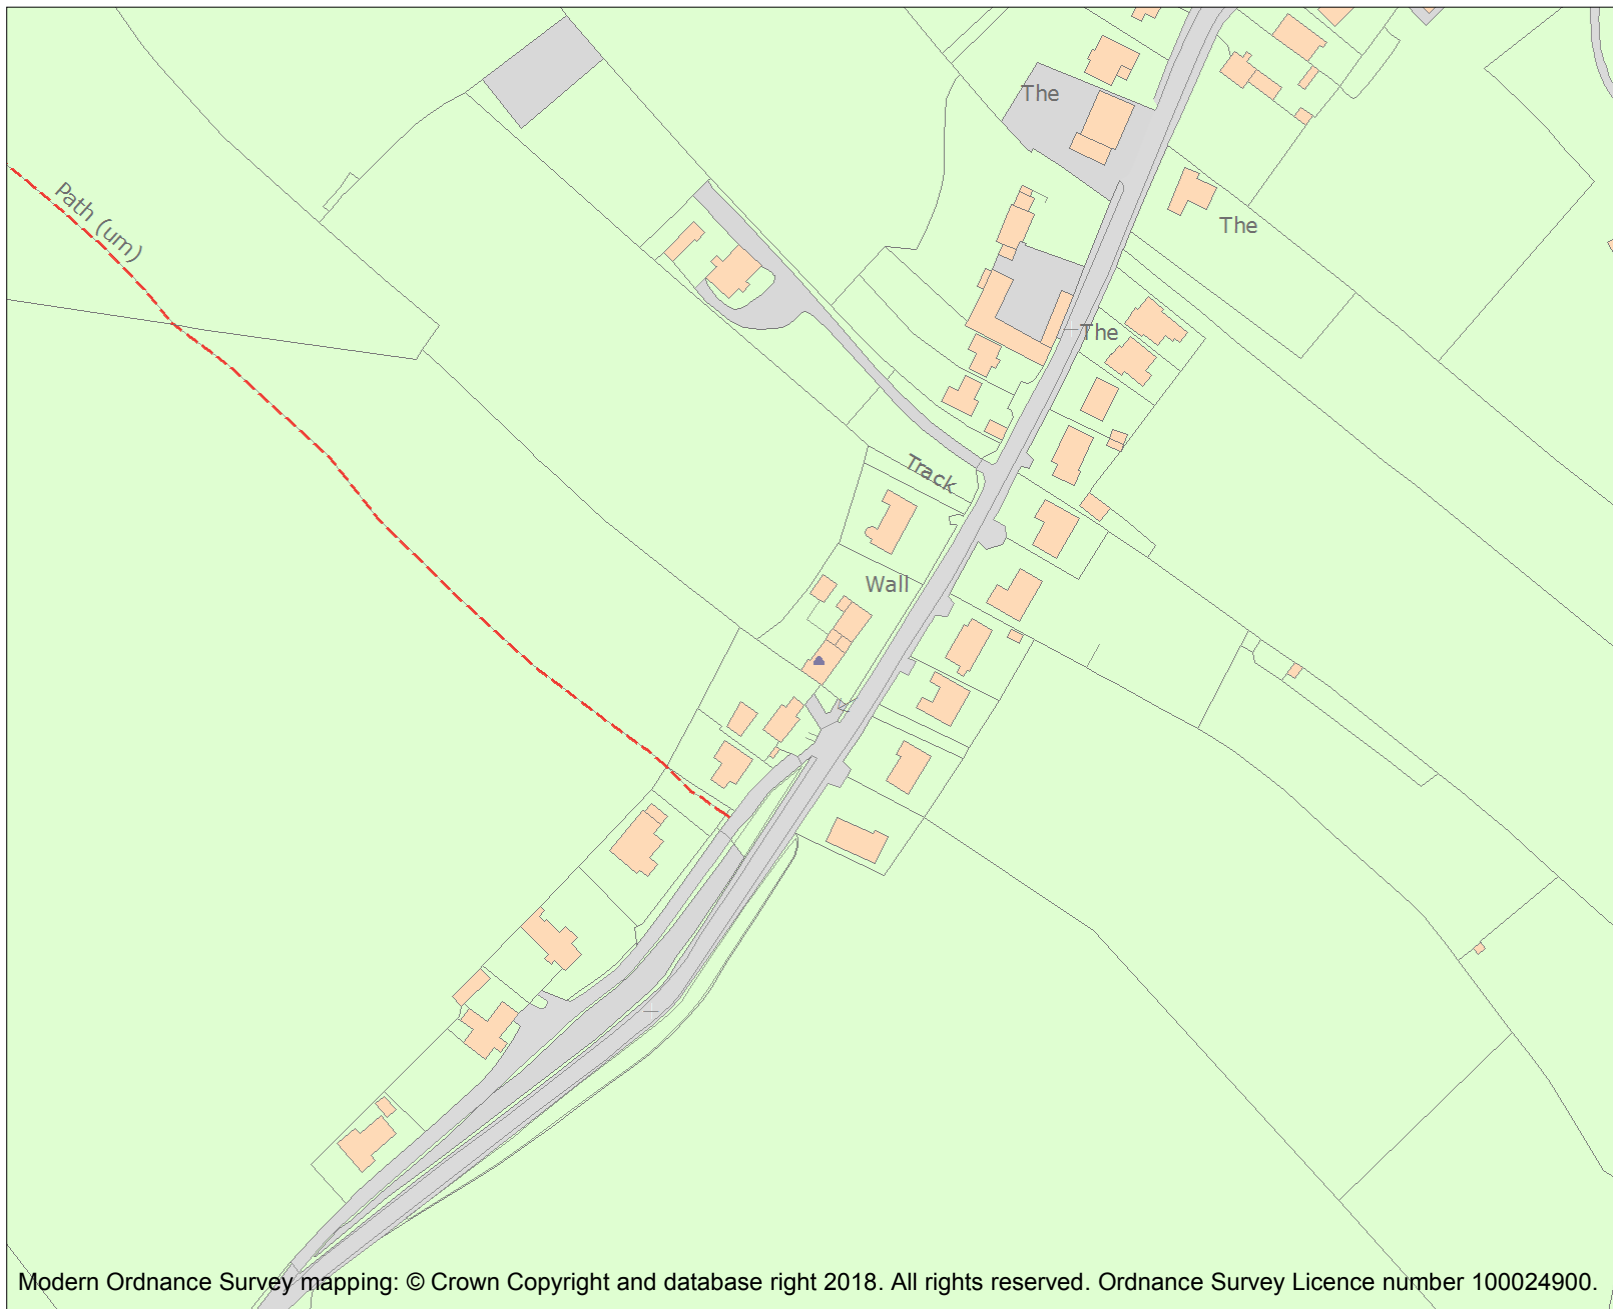 The
Path (um)
The
The
Track
Wall
Modern Ordnance Survey mapping: © Crown Copyright and database right 2018. All rights reserved. Ordnance Survey Licence number 100024900.